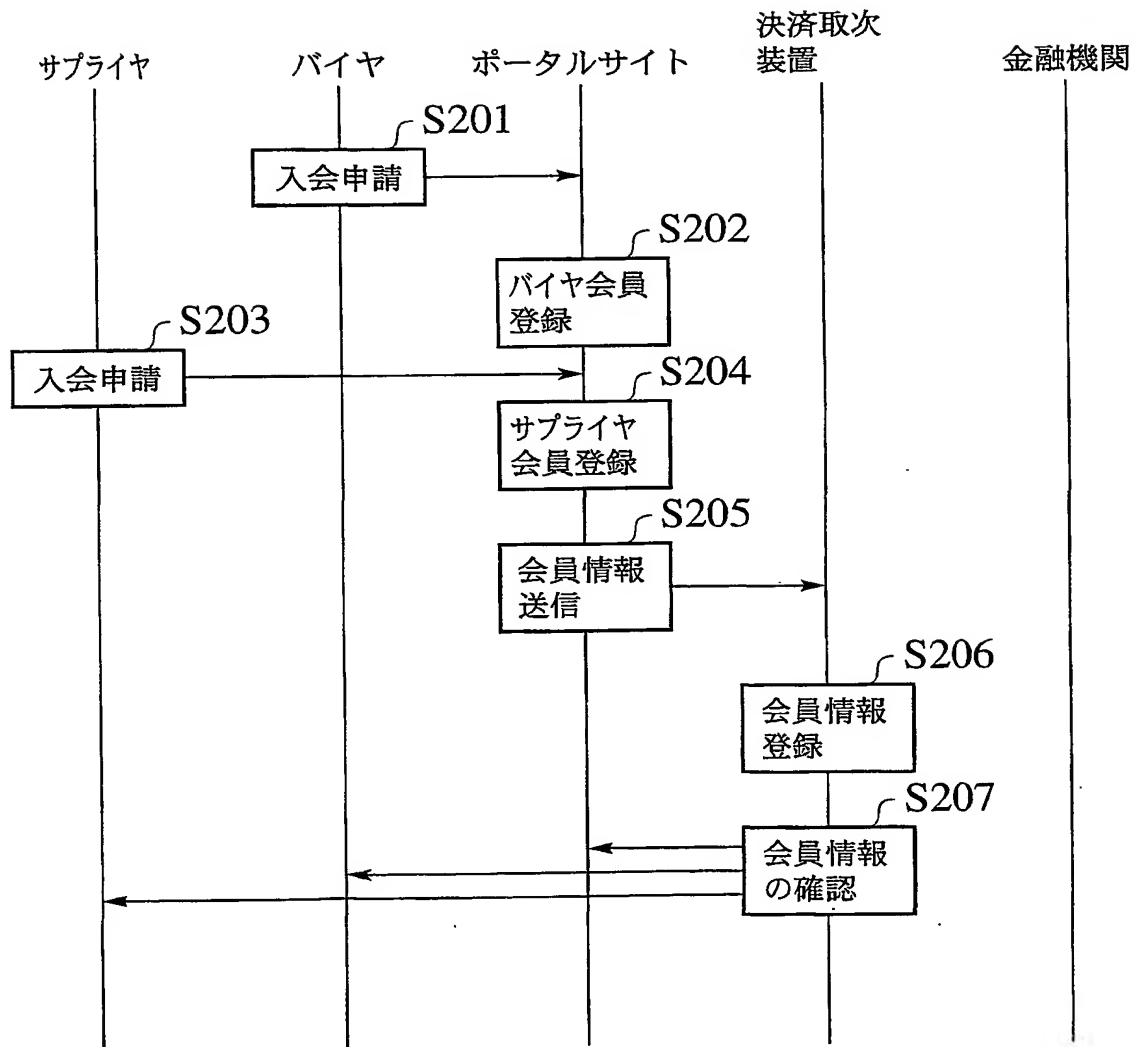 サプライヤ
バイヤ
ポータルサイト
決済取次
装置
金融機関
S201
入会申請
S202
バイヤ会員
登録
S203
入会申請
S204
サプライヤ
会員登録
S205
会員情報
送信
S206
会員情報
登録
S207
会員情報
の確認